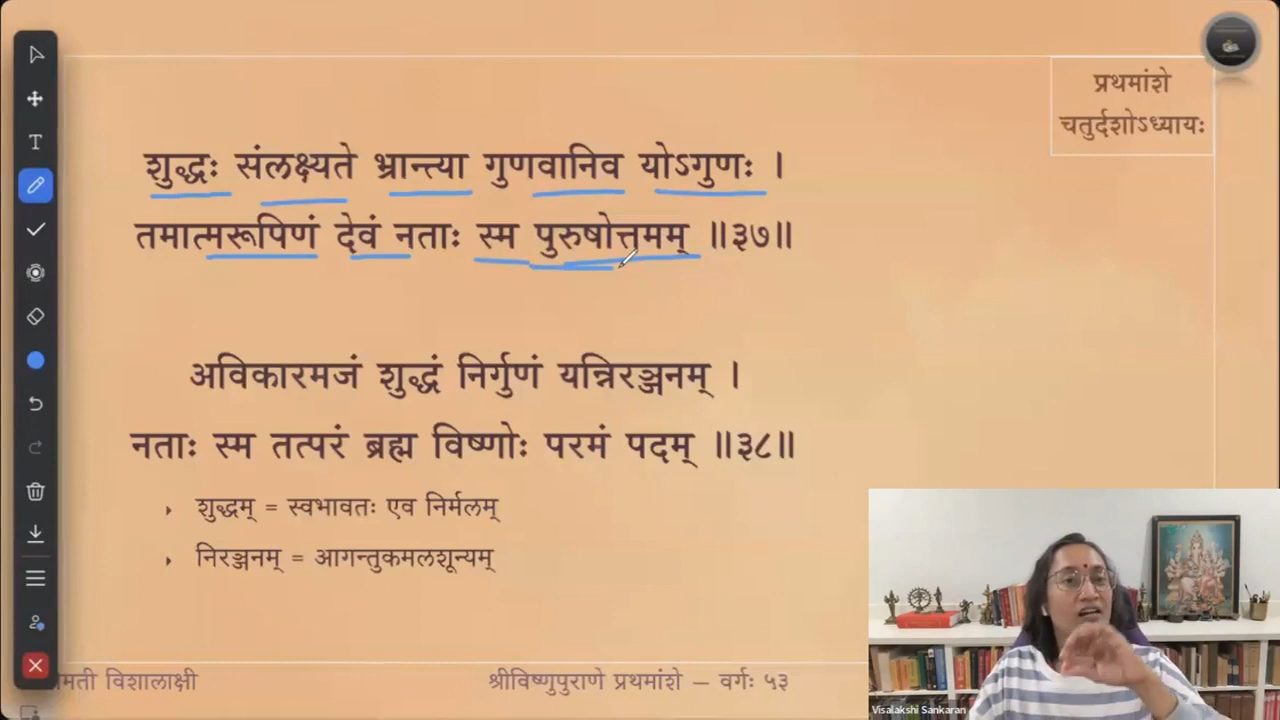 प्रथमांशे
चतुर्दशोऽध्यायः
शुद्धः संलक्ष्यते भ्रान्त्या गुणवानिव योऽगुणः ।
तमात्मरूपिणं देवं नताः स्म पुरुषोत्तमम् ॥३७॥
अविकारमजं शुद्धं निर्गुणं यन्निरञ्जनम् ।
नताः स्म तत्परं ब्रह्म विष्णोः परमं पदम् ॥३८॥
शुद्धम् = स्वभावतः एव निर्मलम्
निरञ्जनम् = आगन्तुकमलशून्यम्
विशालाक्षी
श्रीविष्णुपुराणे प्रथमांशे – वर्गः ५३
Visalakshi Sankaran